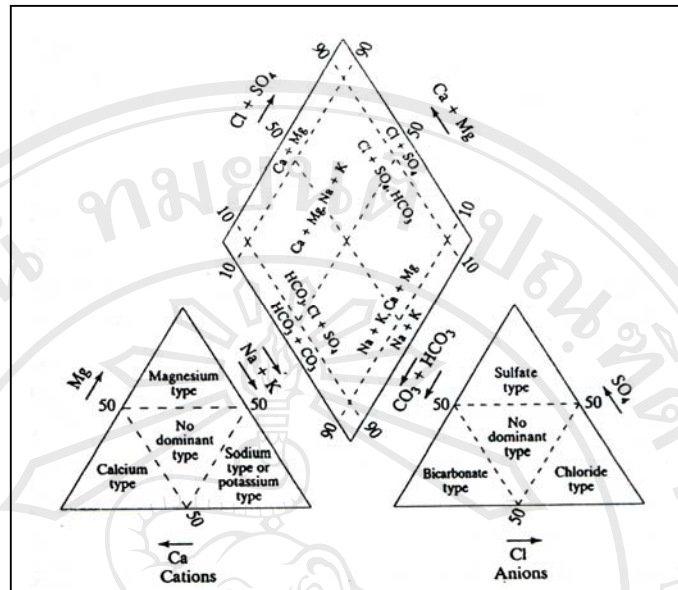 90 90
Cl + SO₄
Ca + Mg
50
50
Ca + Mg
Cl + SO₄
Ca + Mg, Na + K
Cl + SO₄, HCO₃
10
10
10
10
HCO₃, Cl + SO₄
HCO₃ + CO₃
Na + K, Ca + Mg
Na + K
90 90
Mg
Na + K
CO₃ + HCO₃
SO₄
Magnesium
type
50
50
No
dominant
type
Calcium
type
Sodium
type or
potassium
type
50
Ca
Cations
Sulfate
type
50
50
No
dominant
type
Bicarbonate
type
Chloride
type
50
Cl
Anions